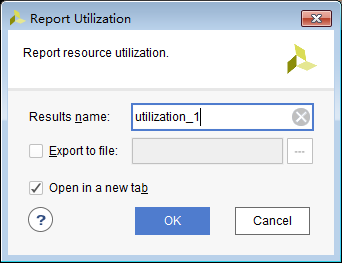 Report Utilization
Report resource utilization.
Results name: utilization_1
Export to file:
...
Open in a new tab
?
OK Cancel